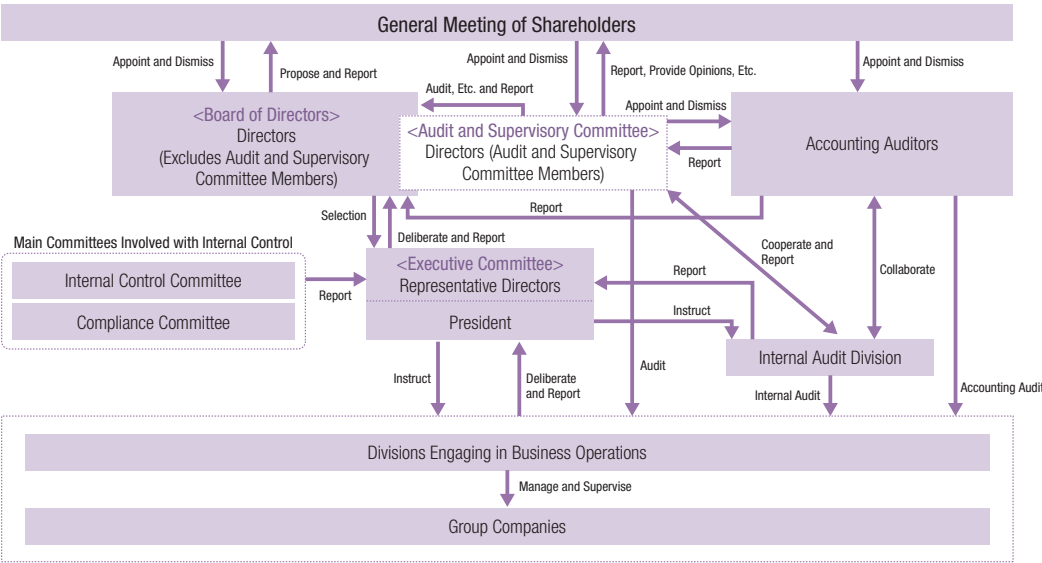 General Meeting of Shareholders
Appoint and Dismiss
Propose and Report
Appoint and Dismiss
Report, Provide Opinions, Etc.
Appoint and Dismiss
Audit, Etc. and Report
Appoint and Dismiss
<Board of Directors>
Directors
(Excludes Audit and Supervisory
Committee Members)
<Audit and Supervisory Committee>
Directors (Audit and Supervisory
Committee Members)
Accounting Auditors
Report
Report
Selection
Deliberate and Report
Main Committees Involved with Internal Control
Internal Control Committee
Compliance Committee
Report
<Executive Committee>
Representative Directors
President
Report
Cooperate and
Report
Collaborate
Instruct
Internal Audit Division
Instruct
Deliberate
and Report
Audit
Internal Audit
Accounting Audit
Divisions Engaging in Business Operations
Manage and Supervise
Group Companies